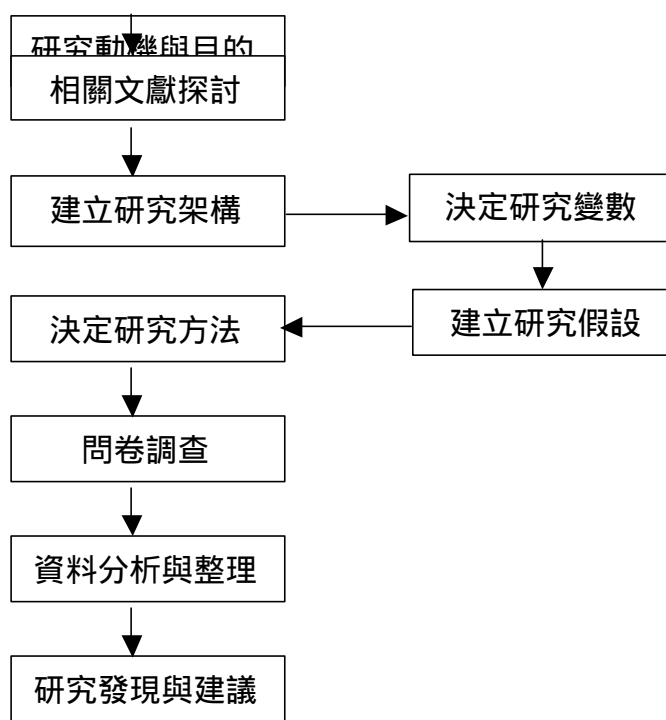 研究動機與目的
相關文獻探討
建立研究架構
決定研究變數
決定研究方法
建立研究假設
問卷調查
資料分析與整理
研究發現與建議